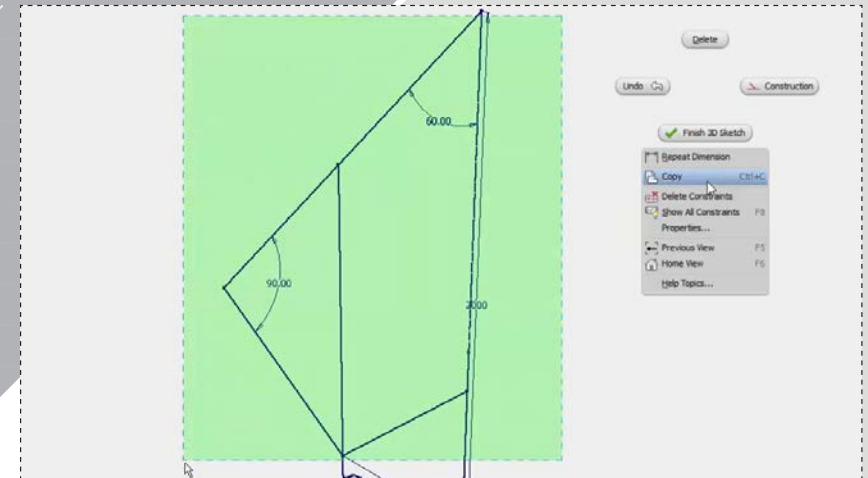 Delete
Undo
Construction
60.00
Finish 3D Sketch
Repeat Dimension
Copy Ctrl+C
Delete Constraints
Show All Constraints F8
Properties...
Previous View F5
Home View F6
Help Topics...
90.00